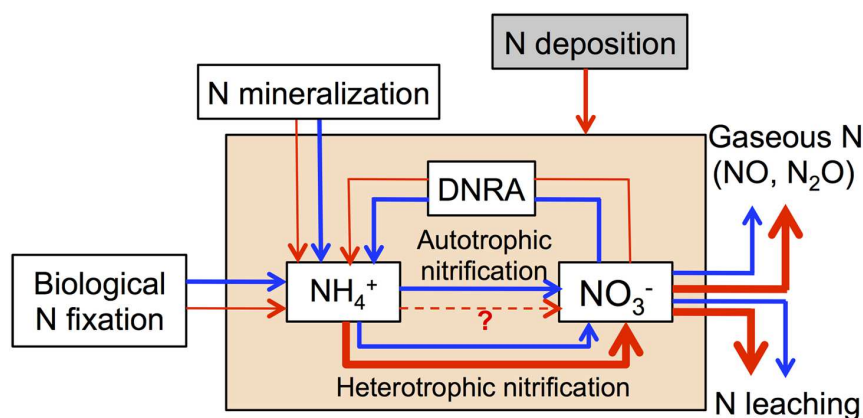 N deposition
N mineralization
Gaseous N
(NO, N₂O)
DNRA
Autotrophic
nitrification
Biological
N fixation
NH₄⁺
NO₃⁻
?
Heterotrophic nitrification
N leaching